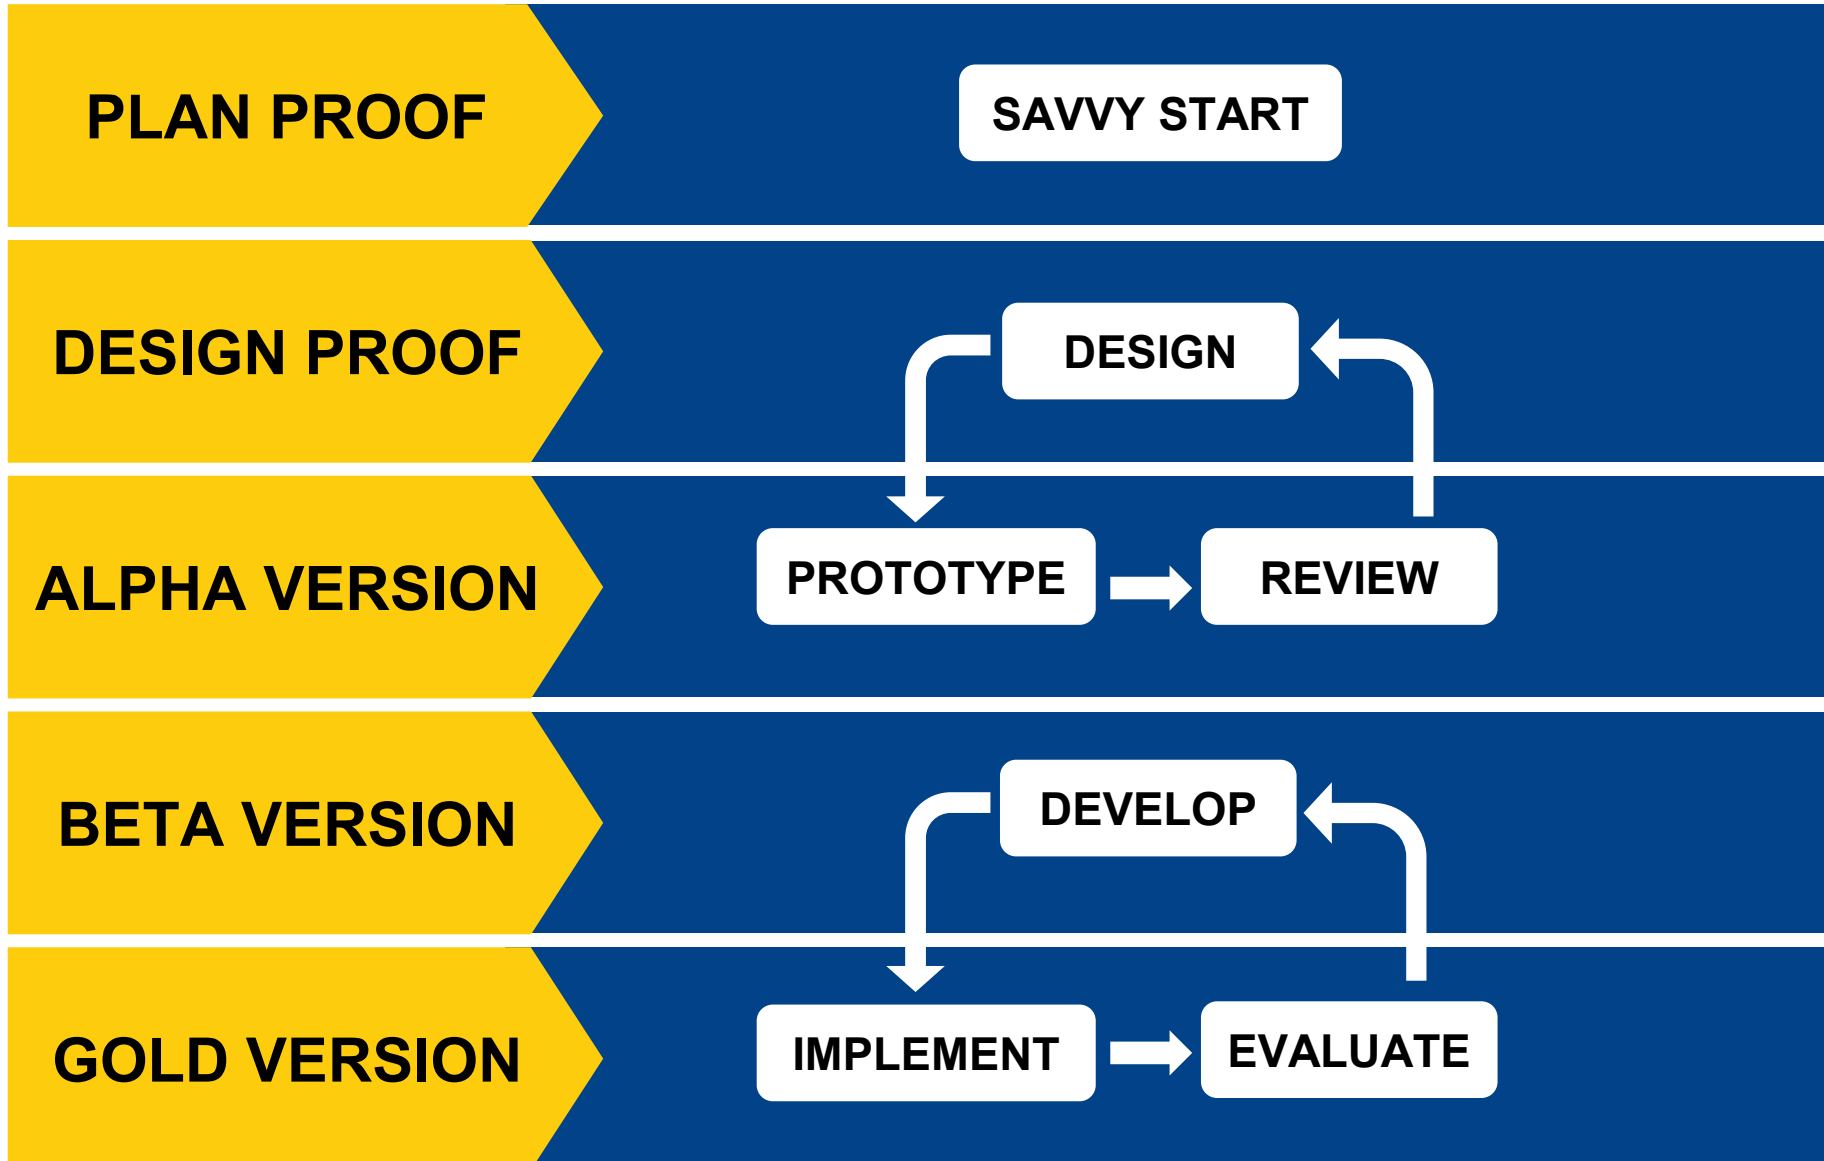 PLAN PROOF
SAVVY START
DESIGN PROOF
DESIGN
ALPHA VERSION
PROTOTYPE
REVIEW
BETA VERSION
DEVELOP
GOLD VERSION
IMPLEMENT
EVALUATE